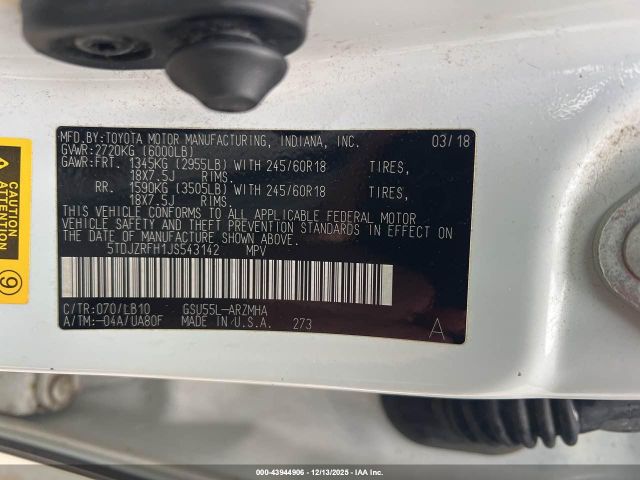 MFD.BY:TOYOTA MOTOR MANUFACTURING, INDIANA, INC. 03/18
GVWR:2720KG (6000LB)
GAWR:FRT. 1345KG (2955LB) WITH 245/60R18 TIRES,
18X7.5J RIMS,
RR. 1590KG (3505LB) WITH 245/60R18 TIRES,
18X7.5J RIMS.
THIS VEHICLE CONFORMS TO ALL APPLICABLE FEDERAL MOTOR
VEHICLE SAFETY AND THEFT PREVENTION STANDARDS IN EFFECT
ON THE DATE OF MANUFACTURE SHOWN ABOVE.
5TDJZRFH1JS543142 MPV
C/TR:070/LB10 GSU55L-ARZMHA
A/TM:-04A/UA80F MADE IN U.S.A. 273 A
CAUTION
ATTENTION
9
000-43944906 - 12/13/2025 - IAA Inc.